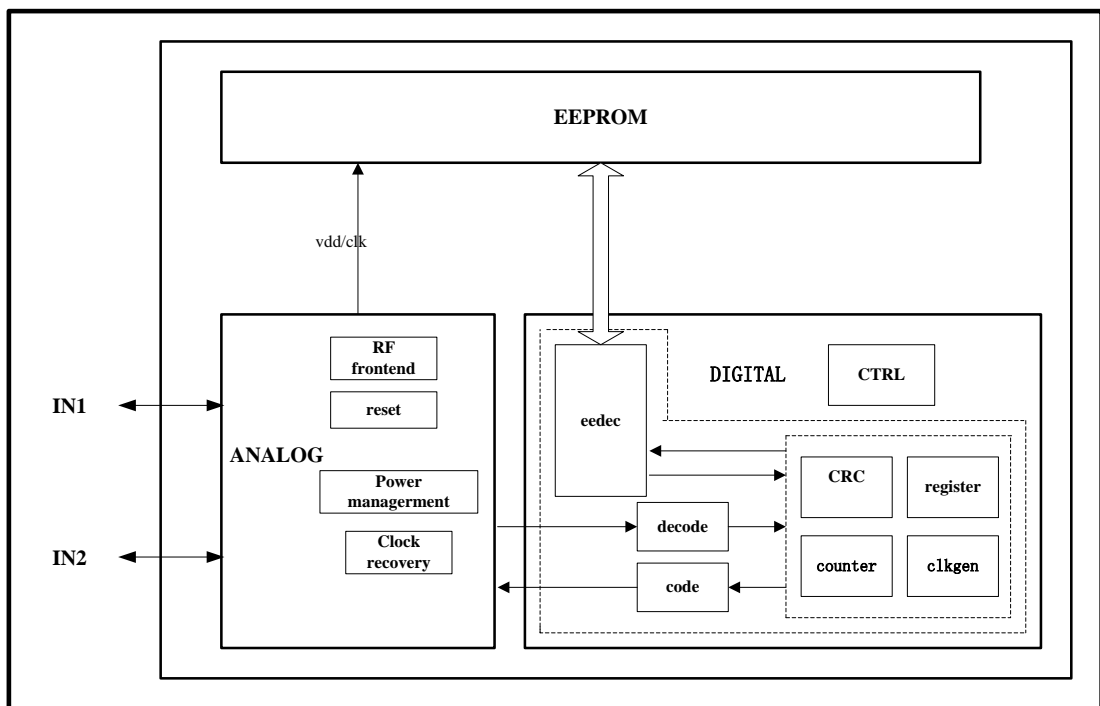 EEPROM
vdd/clk
RF
frontend
reset
IN1
ANALOG
Power
managerment
Clock
recovery
IN2
DIGITAL
CTRL
eedec
CRC
register
decode
counter
clkgen
code